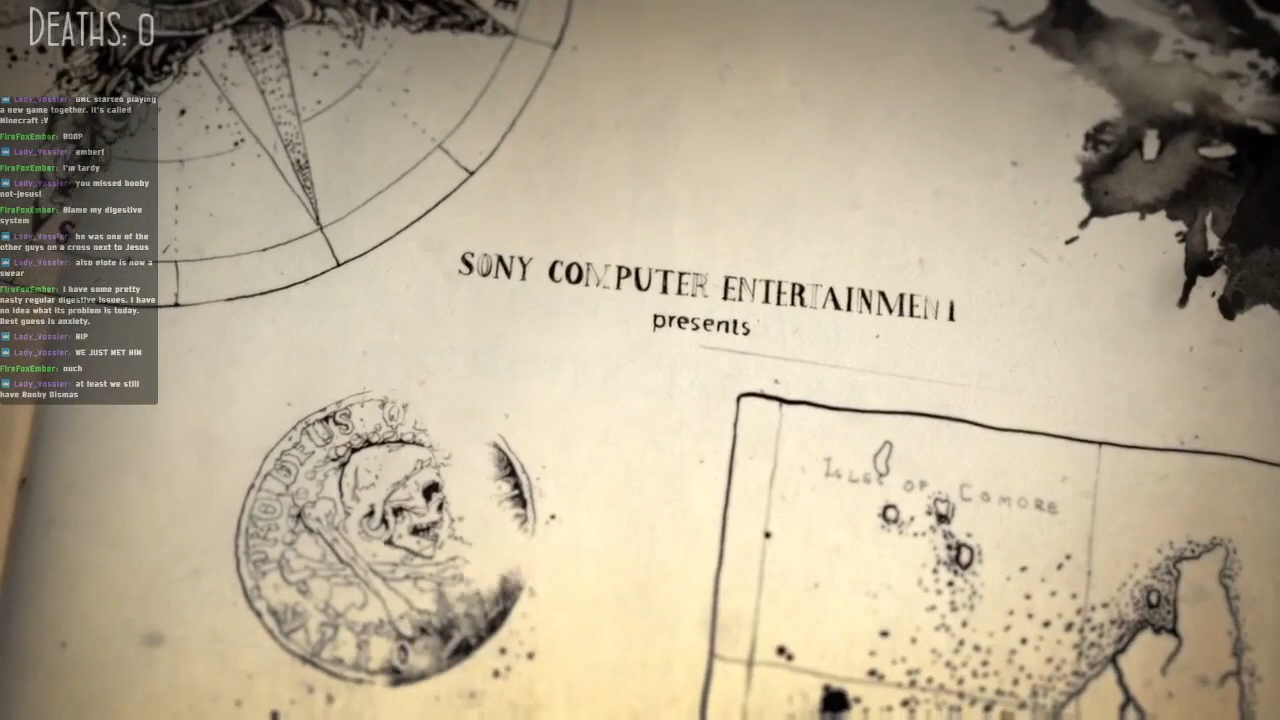 DEATHS: 0
Lady_Vossler: UNC started playing
a new game together. It's called
Minecraft :Y
FireFoxEmber: BOOP
Lady_Vossler: ember!
FireFoxEmber: I'm tardy
Lady_Vossler: you missed booby
not-jesus!
FireFoxEmber: Blame my digestive
system
Lady_Vossler: he was one of the
other guys on a cross next to Jesus
Lady_Vossler: also elote is now a
swear
FireFoxEmber: I have some pretty
nasty regular digestive issues. I have
no idea what its problem is today.
Best guess is anxiety.
Lady_Vossler: RIP
Lady_Vossler: WE JUST MET HIM
FireFoxEmber: ouch
Lady_Vossler: at least we still
have Booby Dismas
SONY COMPUTER ENTERTAINMENT
presents
ISLES OF COMORE